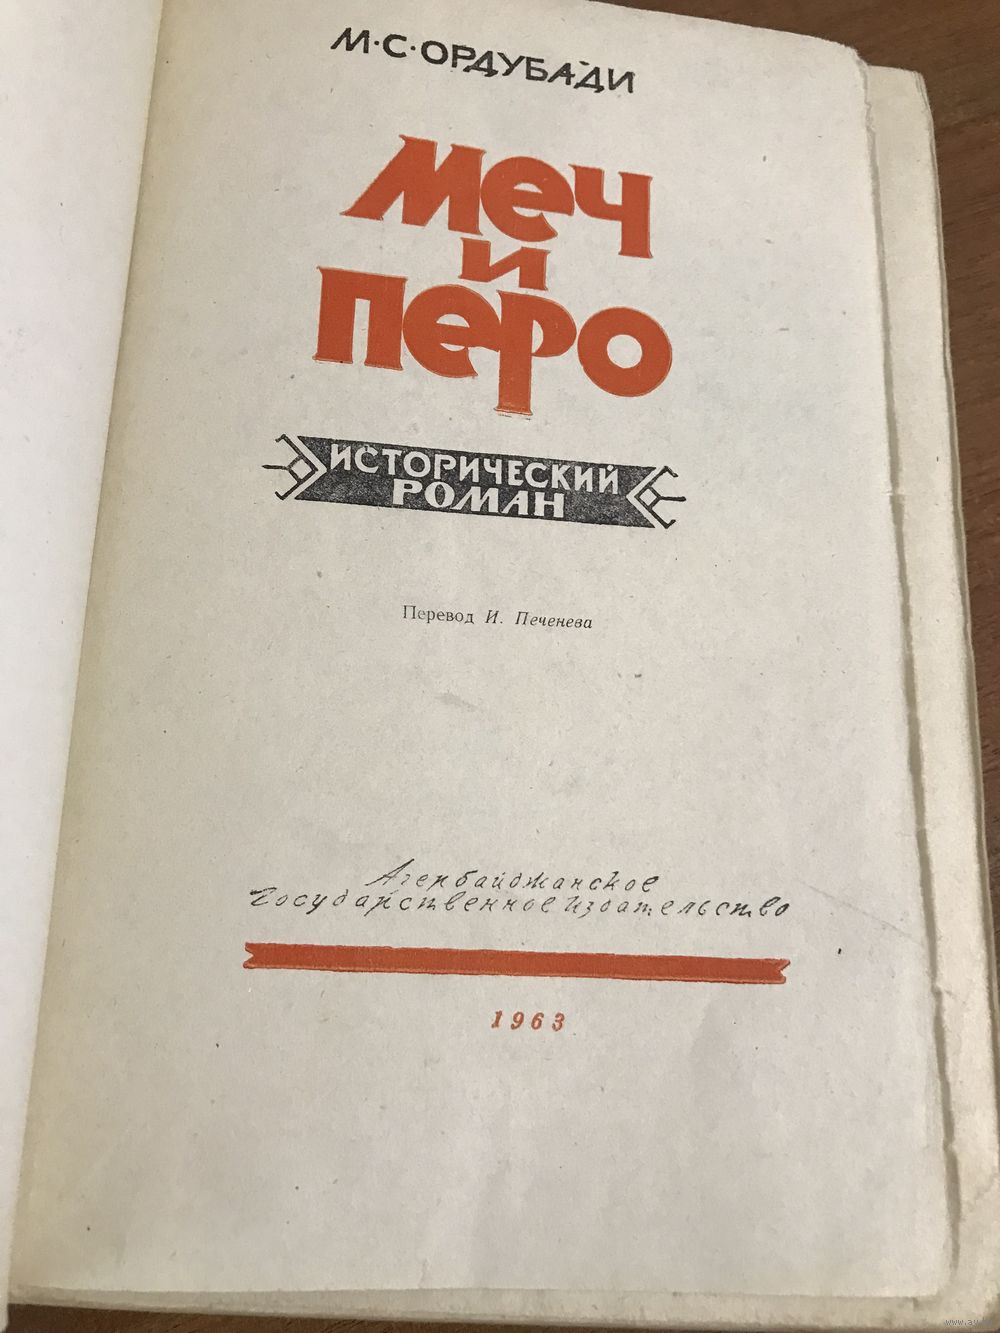 М·С·ОРДУБАДИ
Меч
и
перо
ИСТОРИЧЕСКИЙ
РОМАН
Перевод И. Печенева
Азербайджанское
Государственное издательство
1963